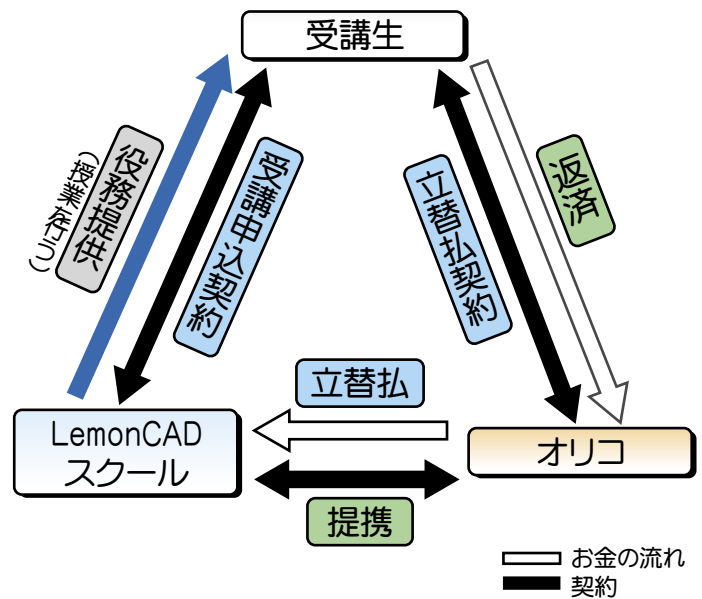 受講生
役務提供
（授業を行う）
受講申込契約
立替払契約
返済
立替払
LemonCAD
スクール
オリコ
提携
お金の流れ
契約